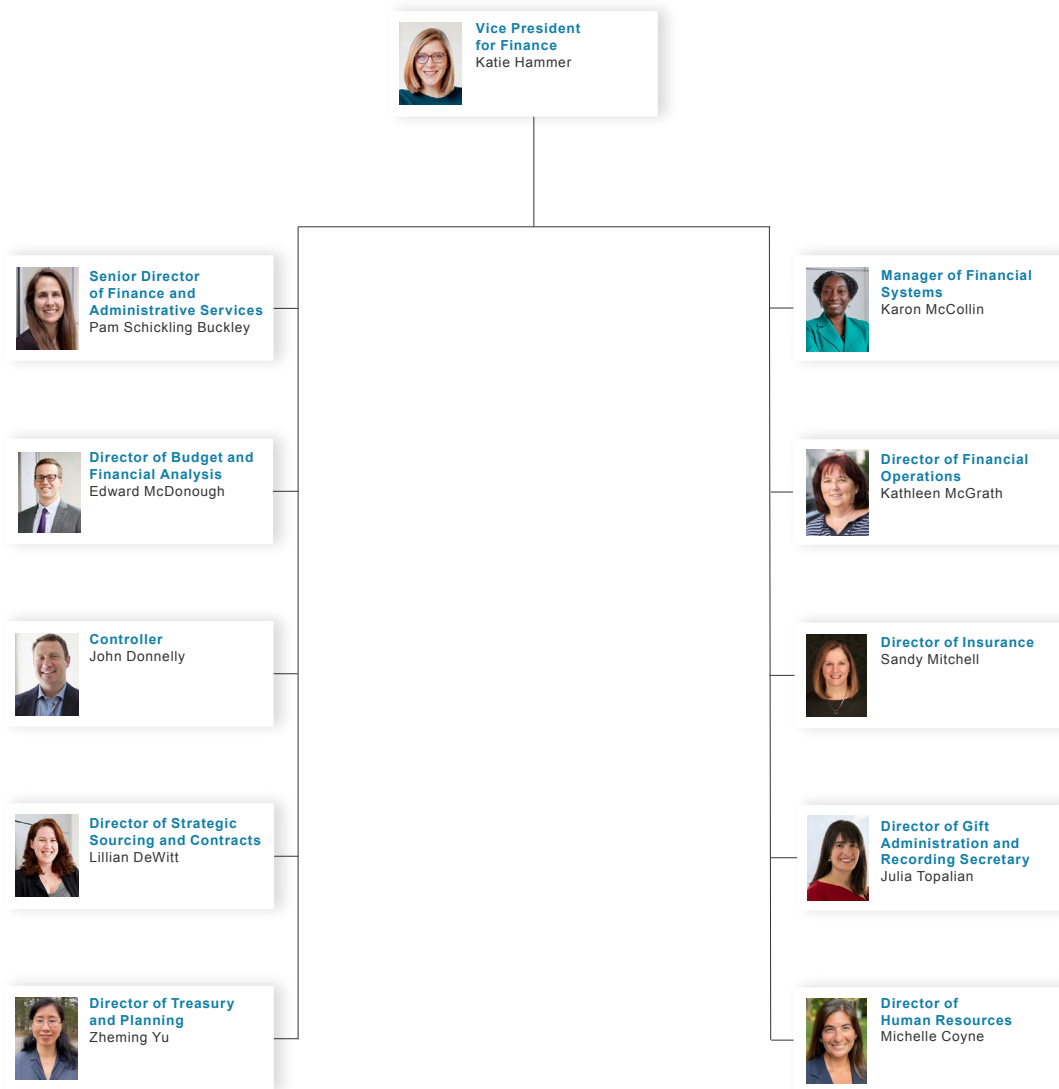 Vice President
for Finance
Katie Hammer
Senior Director
of Finance and
Administrative Services
Pam Schickling Buckley
Director of Budget and
Financial Analysis
Edward McDonough
Controller
John Donnelly
Director of Strategic
Sourcing and Contracts
Lillian DeWitt
Director of Treasury
and Planning
Zheming Yu
Manager of Financial
Systems
Karon McCollin
Director of Financial
Operations
Kathleen McGrath
Director of Insurance
Sandy Mitchell
Director of Gift
Administration and
Recording Secretary
Julia Topalian
Director of
Human Resources
Michelle Coyne